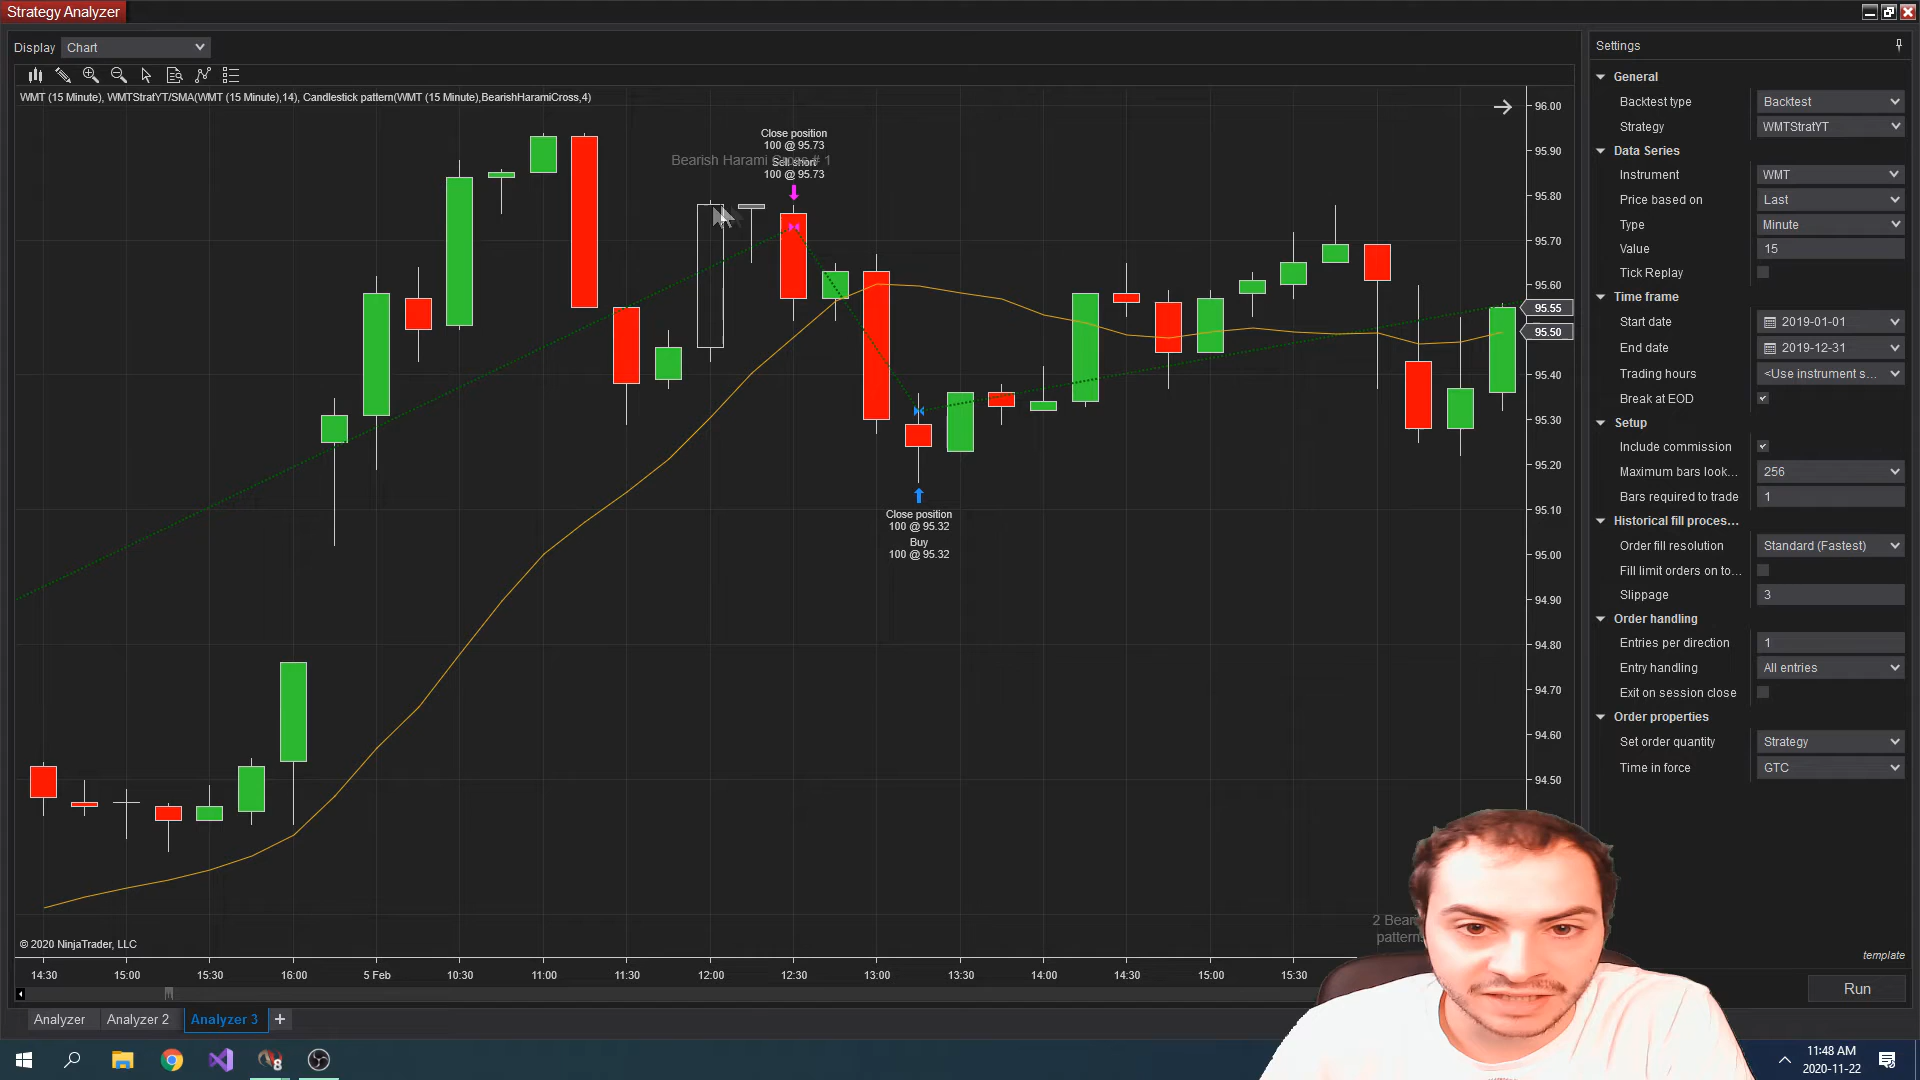 Strategy Analyzer
Display Chart
WMT (15 Minute), WMTStratYT/SMA(WMT (15 Minute),14), Candlestick pattern(WMT (15 Minute),BearishHaramiCross,4)
Close position
100 @ 95.73
Bearish Harami Cross # 1
Sell short
100 @ 95.73
Close position
100 @ 95.32
Buy
100 @ 95.32
96.00
95.90
95.80
95.70
95.60
95.55
95.50
95.40
95.30
95.20
95.10
95.00
94.90
94.80
94.70
94.60
94.50
2 Bear
pattern
© 2020 NinjaTrader, LLC
14:30 15:00 15:30 16:00 5 Feb 10:30 11:00 11:30 12:00 12:30 13:00 13:30 14:00 14:30 15:00 15:30
Analyzer Analyzer 2 Analyzer 3 +
Settings
General
Backtest type Backtest
Strategy WMTStratYT
Data Series
Instrument WMT
Price based on Last
Type Minute
Value 15
Tick Replay
Time frame
Start date 2019-01-01
End date 2019-12-31
Trading hours <Use instrument s...
Break at EOD
Setup
Include commission
Maximum bars look... 256
Bars required to trade 1
Historical fill proces...
Order fill resolution Standard (Fastest)
Fill limit orders on to...
Slippage 3
Order handling
Entries per direction 1
Entry handling All entries
Exit on session close
Order properties
Set order quantity Strategy
Time in force GTC
template
Run
8
11:48 AM
2020-11-22